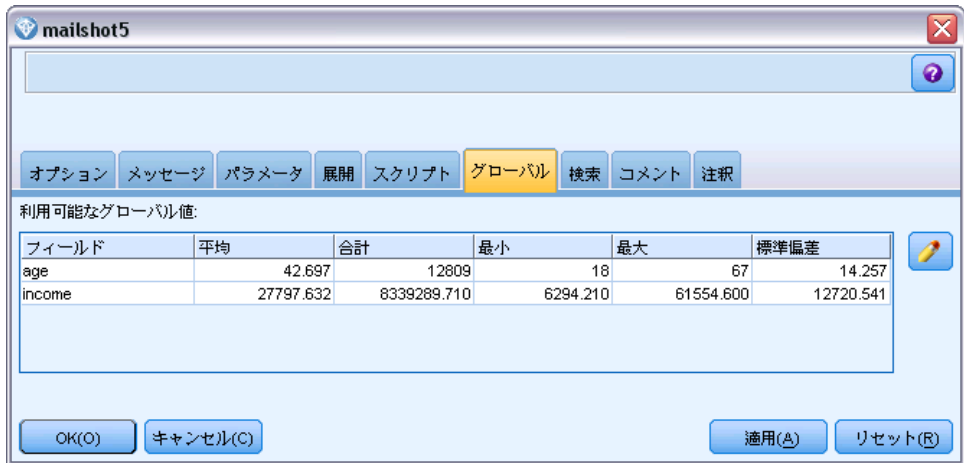 mailshot5
オプション メッセージ パラメータ 展開 スクリプト グローバル 検索 コメント 注釈
利用可能なグローバル値:
フィールド 平均 合計 最小 最大 標準偏差
age 42.697 12809 18 67 14.257
income 27797.632 8339289.710 6294.210 61554.600 12720.541
OK(O) キャンセル(C) 適用(A) リセット(R)